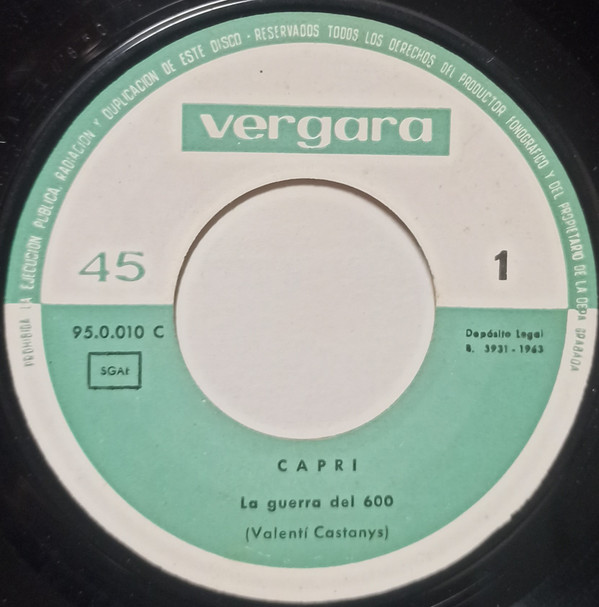 PROHIBIDA LA EJECUCION PUBLICA, RADIACION Y DUPLICACION DE ESTE DISCO - RESERVADOS TODOS LOS DERECHOS DEL PRODUCTOR FONOGRAFICO Y DEL PROPIETARIO DE LA OBRA GRABADA
vergara
45
1
95.0.010 C
Depósito Legal
B. 3931 - 1963
SGAE
CAPRI
La guerra del 600
(Valentí Castanys)